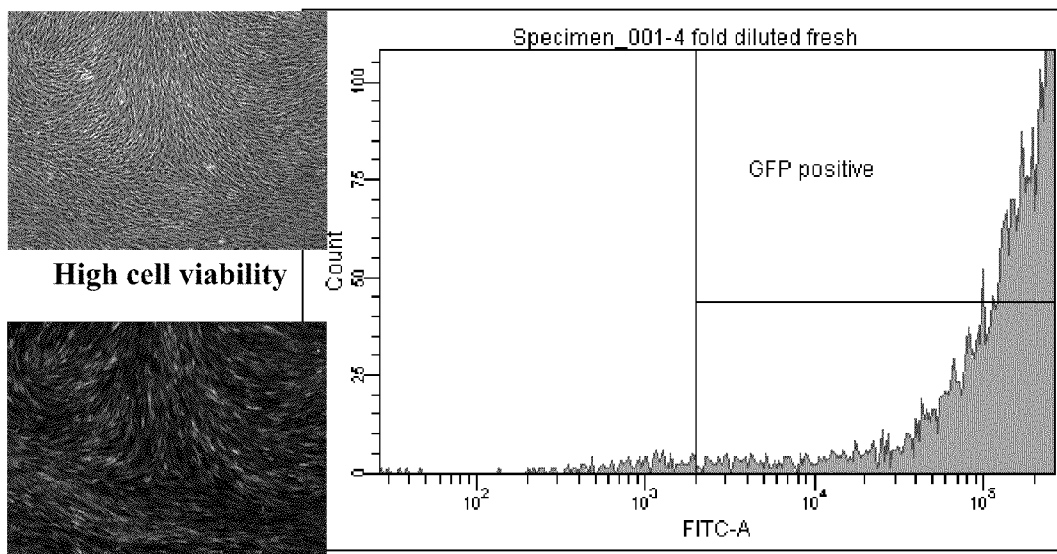 Specimen_001-4 fold diluted fresh
High cell viability
Count
100
75
50
25
0
GFP positive
10²
10³
10⁴
10⁵
FITC-A